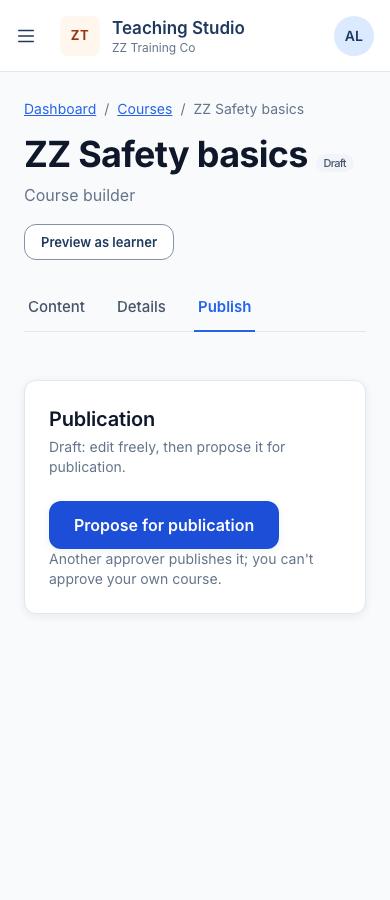 ZT
Teaching Studio
ZZ Training Co
AL
Dashboard / Courses / ZZ Safety basics
ZZ Safety basics Draft
Course builder
Preview as learner
Content Details Publish
Publication
Draft: edit freely, then propose it for
publication.
Propose for publication
Another approver publishes it; you can't
approve your own course.